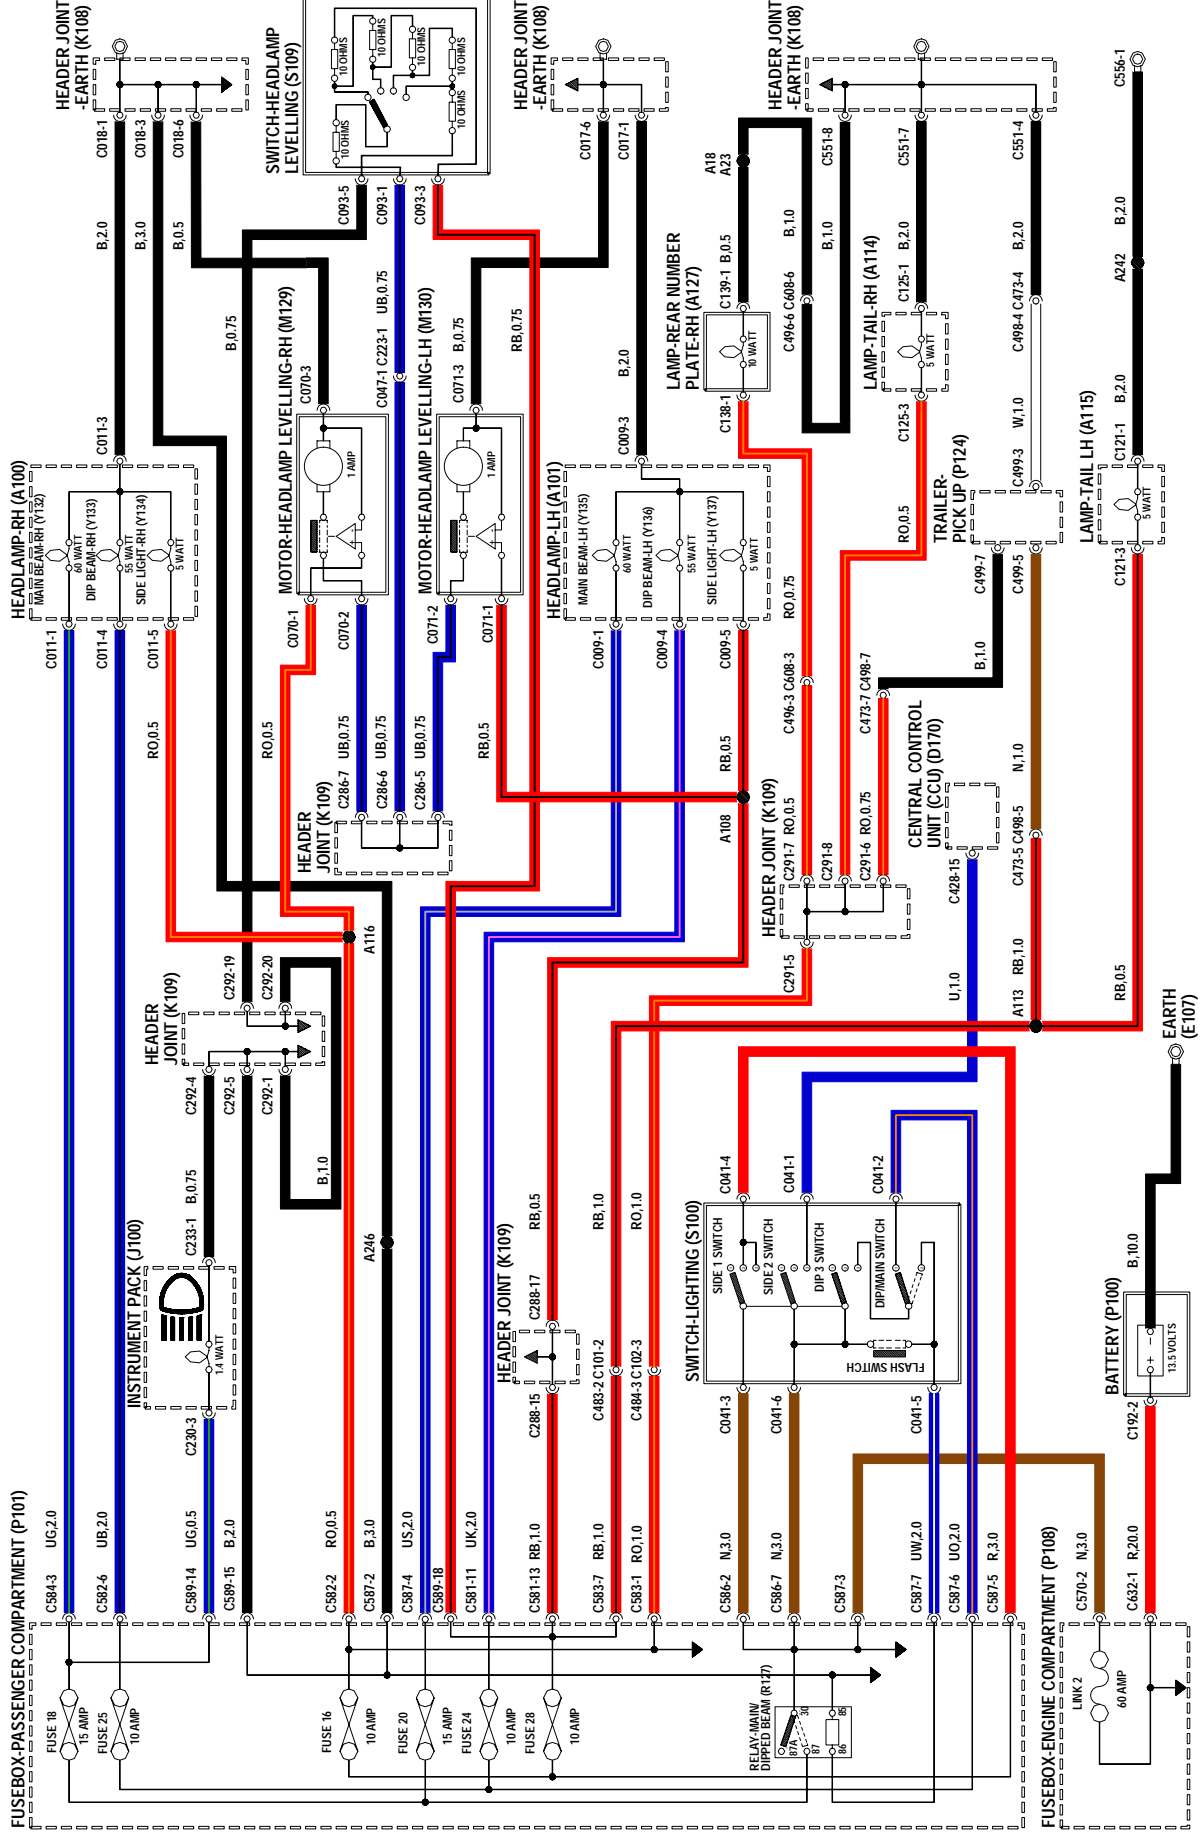 FUSEBOX-PASSENGER COMPARTMENT (P101)
FUSE 18
15 AMP
FUSE 25
10 AMP
FUSE 16
10 AMP
FUSE 20
15 AMP
FUSE 24
10 AMP
FUSE 28
10 AMP
RELAY-MAIN/
DIPPED BEAM (R127)
87A
30
87
86
85
FUSEBOX-ENGINE COMPARTMENT (P108)
LINK 2
60 AMP
C584-3
UG,2.0
C582-6
UB,2.0
C589-14
UG,0.5
C589-15
B,2.0
C582-2
RO,0.5
C587-2
B,3.0
C587-4
US,2.0
C589-18
C581-11
UK,2.0
C581-13
RB,1.0
C583-7
RB,1.0
C583-1
RO,1.0
C586-2
N,3.0
C586-7
N,3.0
C587-3
C587-7
UW,2.0
C587-6
UO,2.0
C587-5
R,3.0
C570-2
N,3.0
C632-1
R,20.0
INSTRUMENT PACK (J100)
C230-3
1.4 WATT
C233-1
B,0.75
C292-4
C292-5
C292-1
B,1.0
HEADER
JOINT (K109)
C292-19
C292-20
A246
A116
HEADER JOINT (K109)
C288-15
C288-17
RB,0.5
C483-2
C101-2
RB,1.0
C484-3
C102-3
RO,1.0
SWITCH-LIGHTING (S100)
SIDE 1 SWITCH
SIDE 2 SWITCH
DIP 3 SWITCH
DIP/MAIN SWITCH
FLASH SWITCH
C041-3
C041-6
C041-5
C041-4
C041-1
C041-2
BATTERY (P100)
C192-2
+ −
13.5 VOLTS
B,10.0
EARTH
(E107)
HEADLAMP-RH (A100)
MAIN BEAM-RH (Y132)
60 WATT
DIP BEAM-RH (Y133)
55 WATT
SIDE LIGHT-RH (Y134)
5 WATT
C011-1
C011-4
C011-5
RO,0.5
C011-3
B,2.0
C018-1
C018-3
B,3.0
C018-6
B,0.5
HEADER JOINT
-EARTH (K108)
B,0.75
MOTOR-HEADLAMP LEVELLING-RH (M129)
C070-1
RO,0.5
C070-2
UB,0.75
C070-3
1 AMP
HEADER
JOINT (K109)
C286-7
C286-6
UB,0.75
C286-5
UB,0.75
C047-1
C223-1
UB,0.75
MOTOR-HEADLAMP LEVELLING-LH (M130)
C071-2
C071-1
RB,0.5
C071-3
B,0.75
1 AMP
RB,0.75
SWITCH-HEADLAMP
LEVELLING (S109)
10 OHMS
10 OHMS
10 OHMS
10 OHMS
10 OHMS
10 OHMS
C093-5
C093-1
C093-3
HEADLAMP-LH (A101)
MAIN BEAM-LH (Y135)
60 WATT
DIP BEAM-LH (Y136)
55 WATT
SIDE LIGHT-LH (Y137)
5 WATT
C009-1
C009-4
C009-5
RB,0.5
C009-3
B,2.0
C017-6
C017-1
HEADER JOINT
-EARTH (K108)
A108
HEADER JOINT (K109)
C291-5
C291-7
RO,0.5
C291-8
C291-6
RO,0.75
C496-3
C608-3
RO,0.75
C473-7
C498-7
LAMP-REAR NUMBER
PLATE-RH (A127)
C138-1
C139-1
10 WATT
B,0.5
A18
A23
C496-6
C608-6
B,1.0
B,1.0
LAMP-TAIL-RH (A114)
C125-3
RO,0.5
C125-1
5 WATT
B,2.0
HEADER JOINT
-EARTH (K108)
C551-8
C551-7
C551-4
B,2.0
TRAILER-
PICK UP (P124)
C499-7
B,1.0
C499-5
N,1.0
C499-3
W,1.0
C498-4
C473-4
CENTRAL CONTROL
UNIT (CCU) (D170)
C428-15
U,1.0
A113
RB,1.0
C473-5
C498-5
LAMP-TAIL LH (A115)
C121-3
RB,0.5
5 WATT
C121-1
B,2.0
A242
B,2.0
C556-1